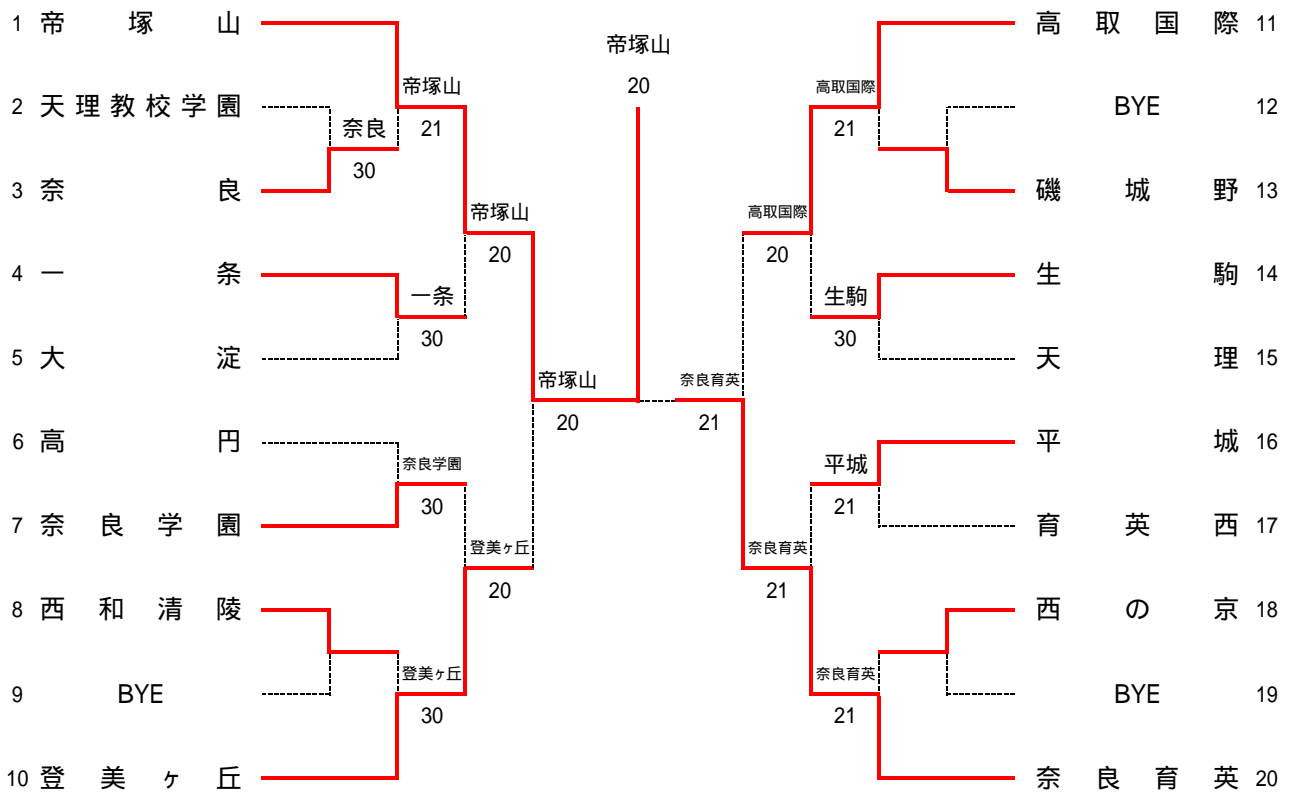 1 帝塚山
2 天理教校学園
3 奈良
4 一条
5 大淀
6 高円
7 奈良学園
8 西和清陵
9 BYE
10 登美ヶ丘
奈良
30
帝塚山
21
一条
30
奈良学園
30
登美ヶ丘
30
帝塚山
20
登美ヶ丘
20
帝塚山
20
帝塚山
20
奈良育英
21
高取国際
20
奈良育英
21
高取国際
21
生駒
30
平城
21
奈良育英
21
高取国際 11
BYE 12
磯城野 13
生駒 14
天理 15
平城 16
育英西 17
西の京 18
BYE 19
奈良育英 20